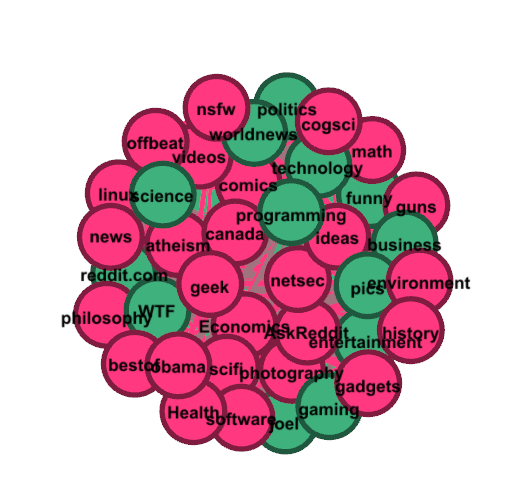 nsfw
politics
cogsci
worldnews
offbeat
videos
math
technology
comics
linux
science
funny
guns
programming
canada
news
atheism
ideas
business
reddit.com
geek
netsec
pics
environment
philosophy
WTF
Economics
AskReddit
history
entertainment
bestof
obama
scifi
photography
gadgets
Health
software
joel
gaming